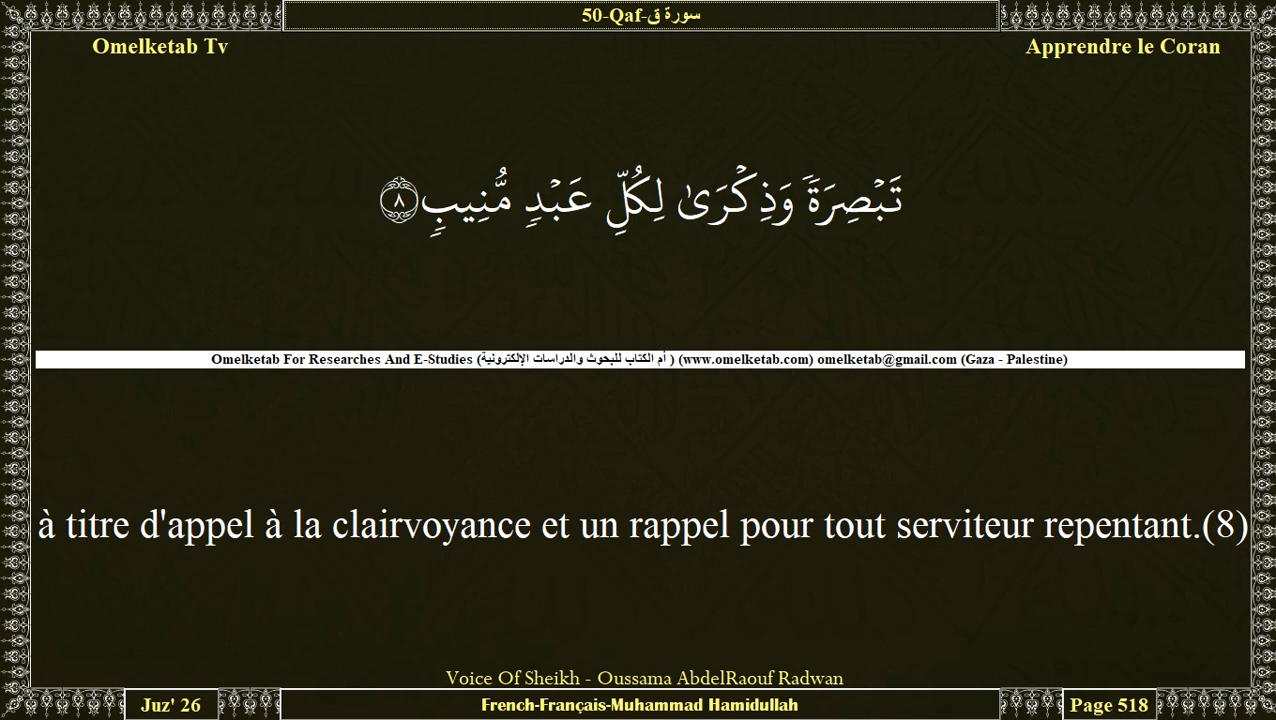 50-Qaf-سورة ق
Omelketab Tv
Apprendre le Coran
تَبْصِرَةً وَذِكْرَىٰ لِكُلِّ عَبْدٍ مُّنِيبٍ ٨
Omelketab For Researches And E-Studies (أم الكتاب للبحوث والدراسات الإلكترونية ) (www.omelketab.com) omelketab@gmail.com (Gaza - Palestine)
à titre d'appel à la clairvoyance et un rappel pour tout serviteur repentant.(8)
Voice Of Sheikh - Oussama AbdelRaouf Radwan
Juz' 26
French-Français-Muhammad Hamidullah
Page 518